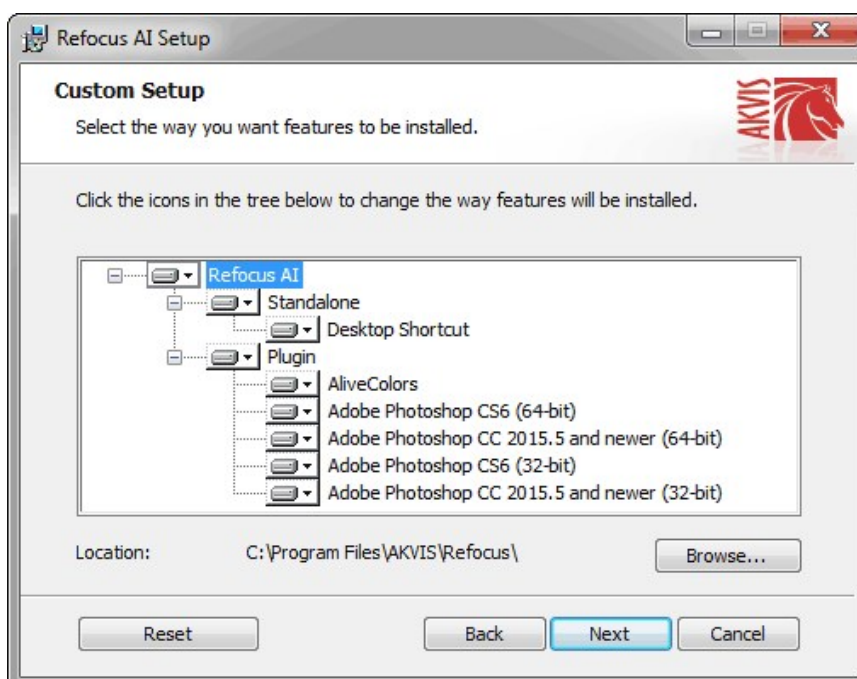 Refocus AI Setup
Custom Setup
Select the way you want features to be installed.
AKVIS
Click the icons in the tree below to change the way features will be installed.
Refocus AI
Standalone
Desktop Shortcut
Plugin
AliveColors
Adobe Photoshop CS6 (64-bit)
Adobe Photoshop CC 2015.5 and newer (64-bit)
Adobe Photoshop CS6 (32-bit)
Adobe Photoshop CC 2015.5 and newer (32-bit)
Location: C:\Program Files\AKVIS\Refocus\ Browse...
Reset Back Next Cancel